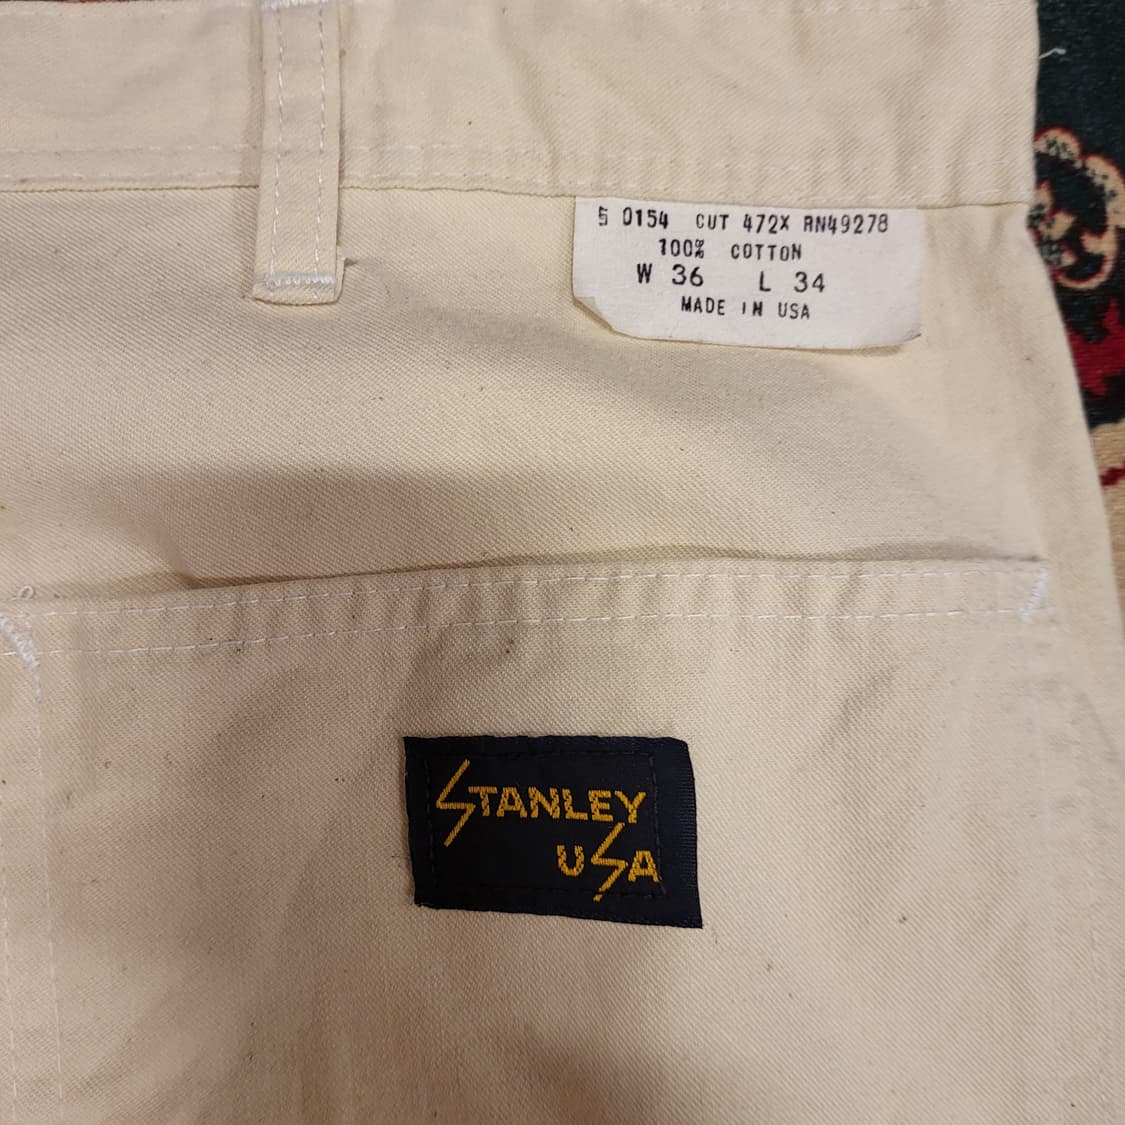 5 0154 CUT 472X RN49278
100% COTTON
W 36 L 34
MADE IN USA
STANLEY
USA